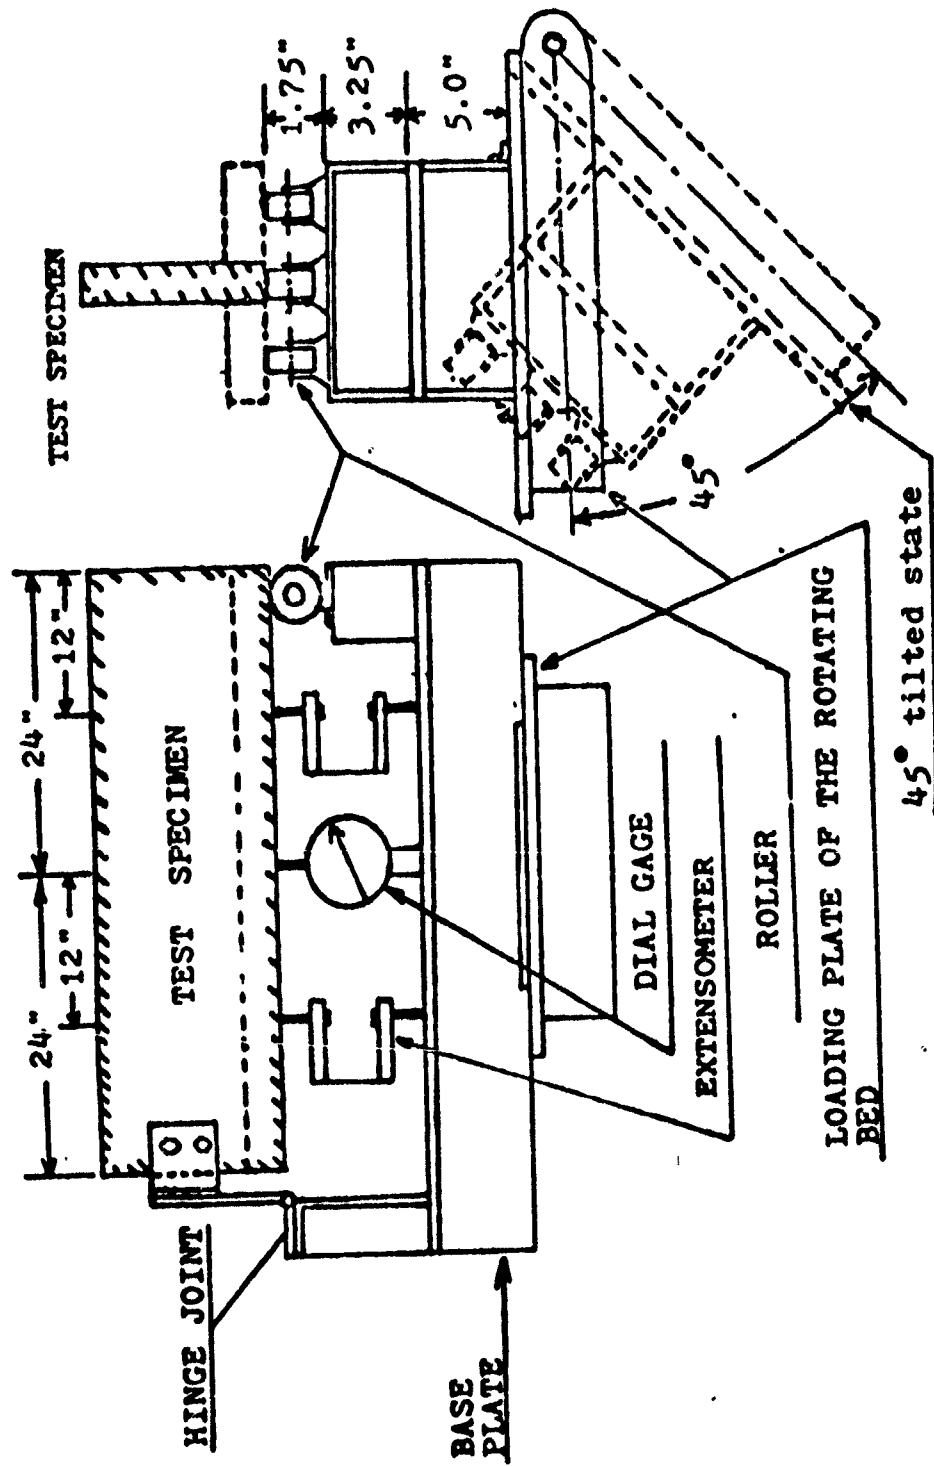 24"
24"
12"
12"
TEST SPECIMEN
TEST SPECIMEN
1.75"
3.25"
5.0"
HINGE JOINT
BASE
PLATE
45°
DIAL GAGE
EXTENSOMETER
ROLLER
LOADING PLATE OF THE ROTATING
BED
45° tilted state